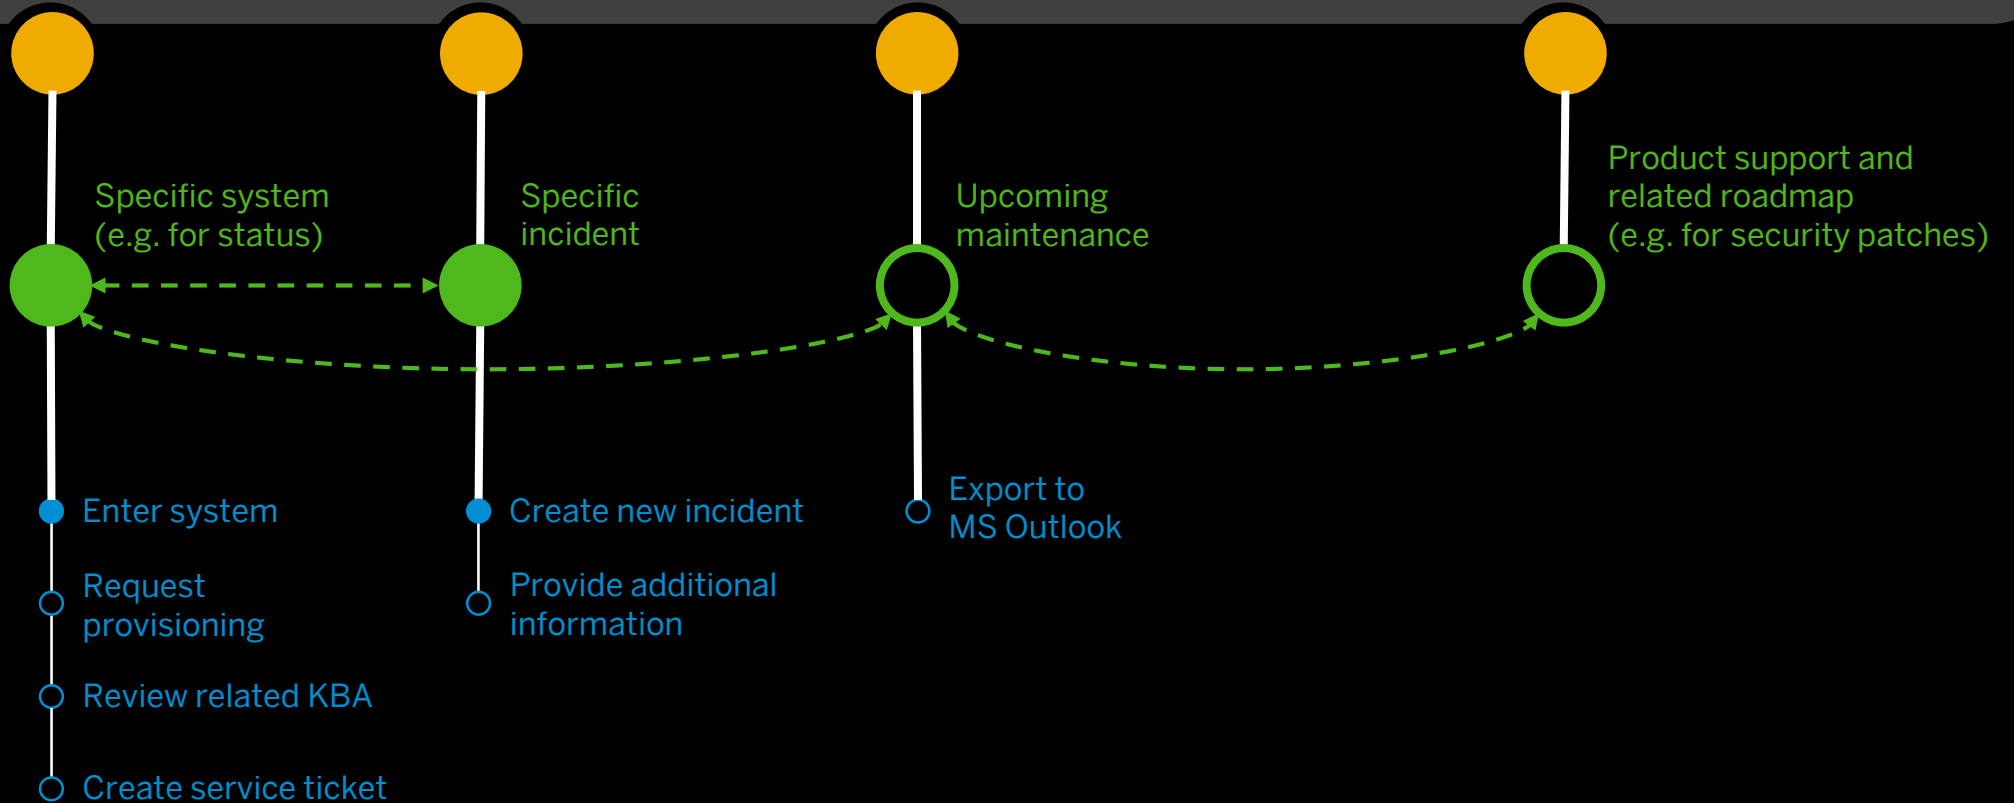 Specific system
(e.g. for status)
Specific
incident
Upcoming
maintenance
Product support and
related roadmap
(e.g. for security patches)
Enter system
Request
provisioning
Review related KBA
Create service ticket
Create new incident
Provide additional
information
Export to
MS Outlook